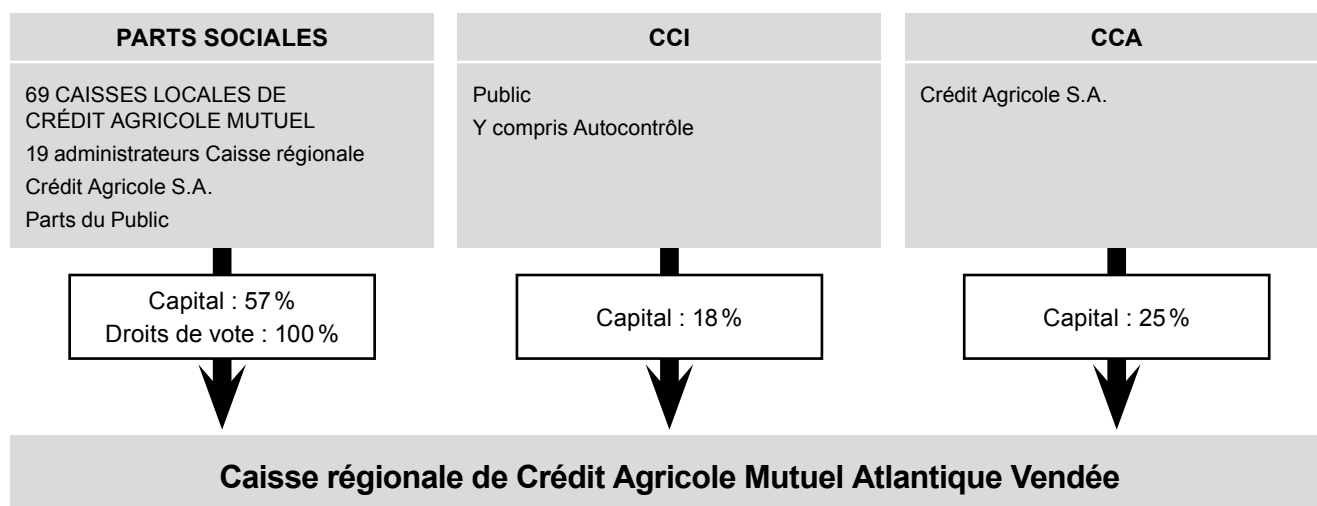 PARTS SOCIALES
69 CAISSES LOCALES DE
CRÉDIT AGRICOLE MUTUEL
19 administrateurs Caisse régionale
Crédit Agricole S.A.
Parts du Public
Capital : 57 %
Droits de vote : 100 %
CCI
Public
Y compris Autocontrôle
Capital : 18 %
CCA
Crédit Agricole S.A.
Capital : 25 %
Caisse régionale de Crédit Agricole Mutuel Atlantique Vendée